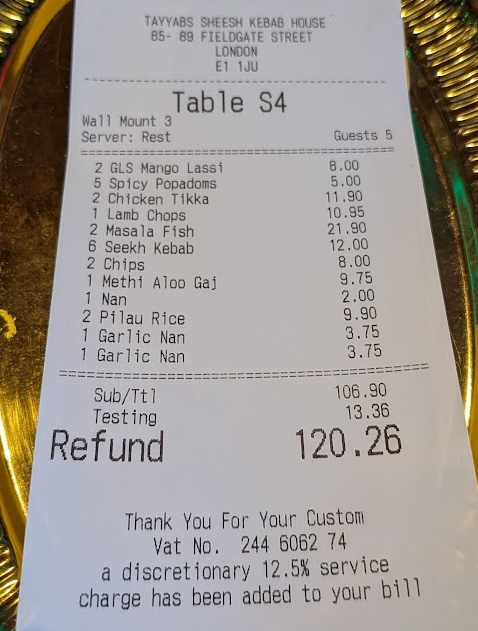 TAYYABS SHEESH KEBAB HOUSE
85- 89 FIELDGATE STREET
LONDON
E1 1JU
Table S4
Wall Mount 3
Server: Rest Guests 5
2 GLS Mango Lassi 8.00
5 Spicy Popadoms 5.00
2 Chicken Tikka 11.90
1 Lamb Chops 10.95
2 Masala Fish 21.90
6 Seekh Kebab 12.00
2 Chips 8.00
1 Methi Aloo Gaj 9.75
1 Nan 2.00
2 Pilau Rice 9.90
1 Garlic Nan 3.75
1 Garlic Nan 3.75
Sub/Ttl 106.90
Testing 13.36
Refund 120.26
Thank You For Your Custom
Vat No. 244 6062 74
a discretionary 12.5% service
charge has been added to your bill